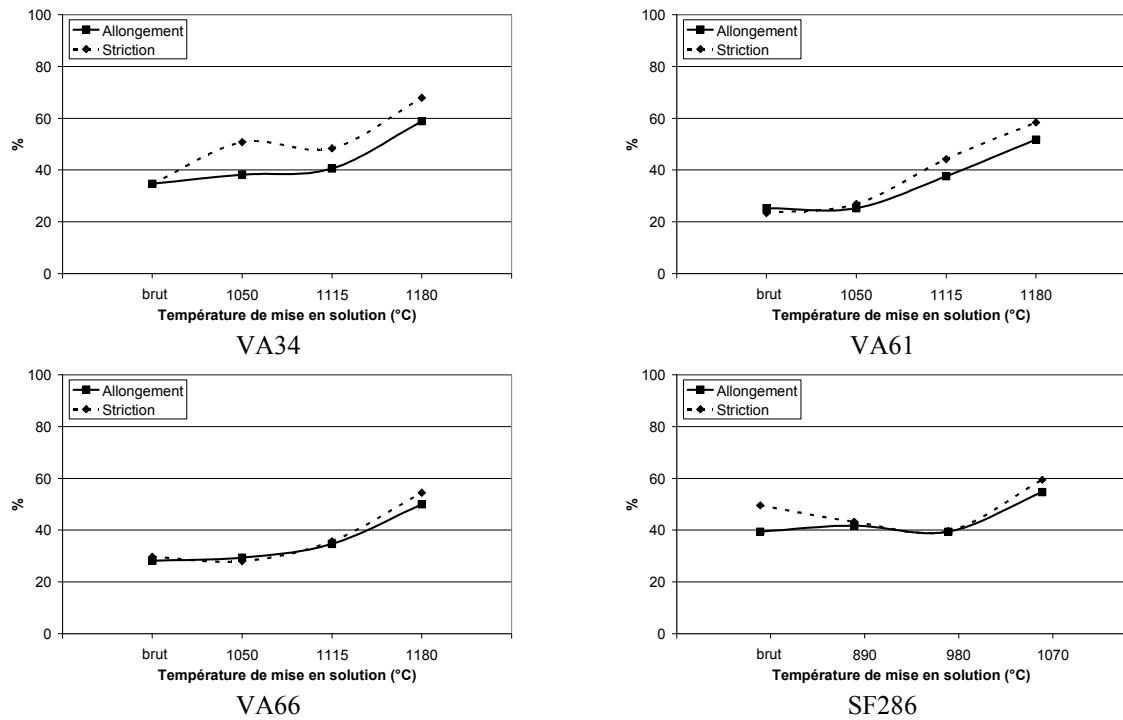 100
80
60
40
20
0
%
Allongement
Striction
brut 1050 1115 1180
Température de mise en solution (°C)
VA34
100
80
60
40
20
0
%
Allongement
Striction
brut 1050 1115 1180
Température de mise en solution (°C)
VA61
100
80
60
40
20
0
%
Allongement
Striction
brut 1050 1115 1180
Température de mise en solution (°C)
VA66
100
80
60
40
20
0
%
Allongement
Striction
brut 890 980 1070
Température de mise en solution (°C)
SF286